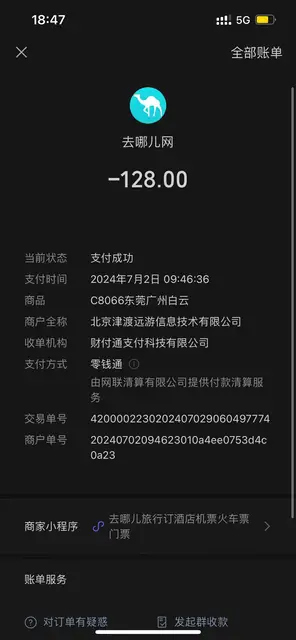 18:47
5G
全部账单
去哪儿网
-128.00
当前状态 支付成功
支付时间 2024年7月2日 09:46:36
商品 C8066东莞广州白云
商户全称 北京津渡远游信息技术有限公司
收单机构 财付通支付科技有限公司
支付方式 零钱通
由网联清算有限公司提供付款清算服
务
交易单号 4200002230202407029060497774
商户单号 20240702094623010a4ee0753d4c
0a23
商家小程序 去哪儿旅行订酒店机票火车票
门票
账单服务
对订单有疑惑 发起群收款